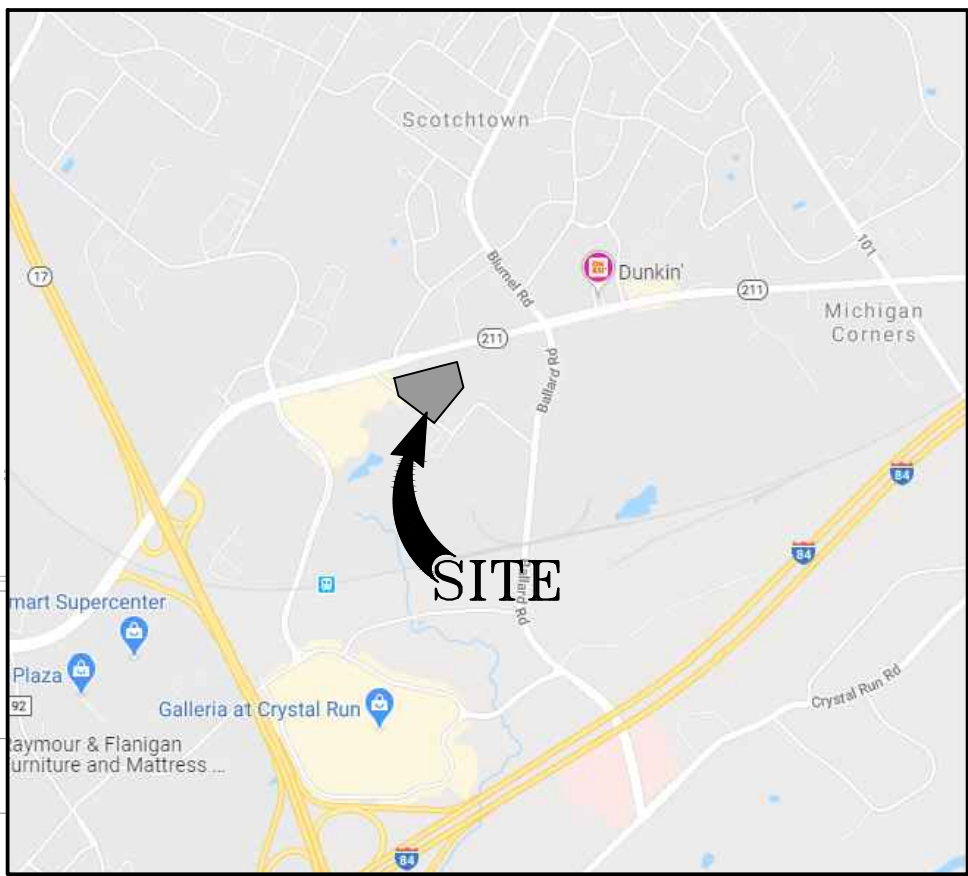 Scotchtown
17
Blumel Rd
Dunkin'
101
211
211
Michigan
Corners
Ballard Rd
84
84
SITE
Ballard Rd
mart Supercenter
Plaza
92
Galleria at Crystal Run
Crystal Run Rd
Raymour & Flanigan
urniture and Mattress ...
84